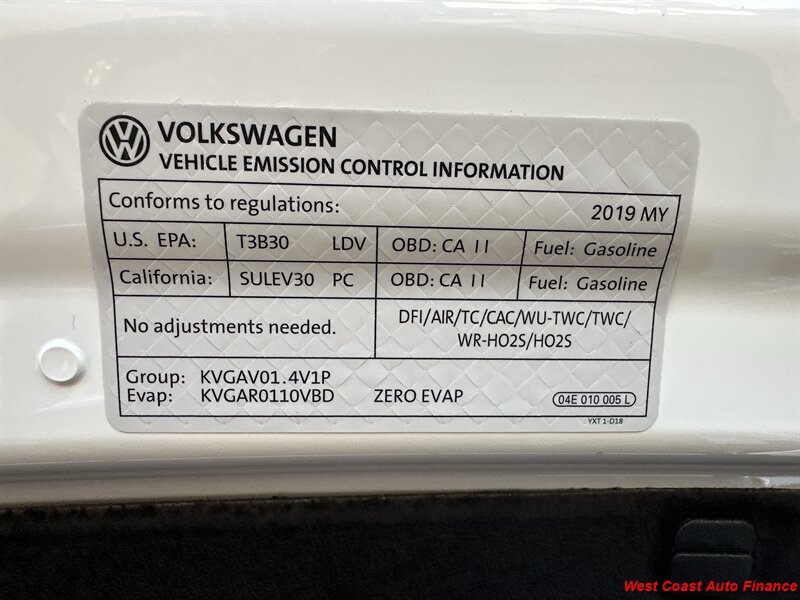 VOLKSWAGEN
VEHICLE EMISSION CONTROL INFORMATION
Conforms to regulations: 2019 MY
U.S. EPA: T3B30 LDV OBD: CA II Fuel: Gasoline
California: SULEV30 PC OBD: CA II Fuel: Gasoline
No adjustments needed.
DFI/AIR/TC/CAC/WU-TWC/TWC/
WR-HO2S/HO2S
Group: KVGAV01.4V1P
Evap: KVGAR0110VBD ZERO EVAP 04E 010 005 L
YXT 1-D18
West Coast Auto Finance